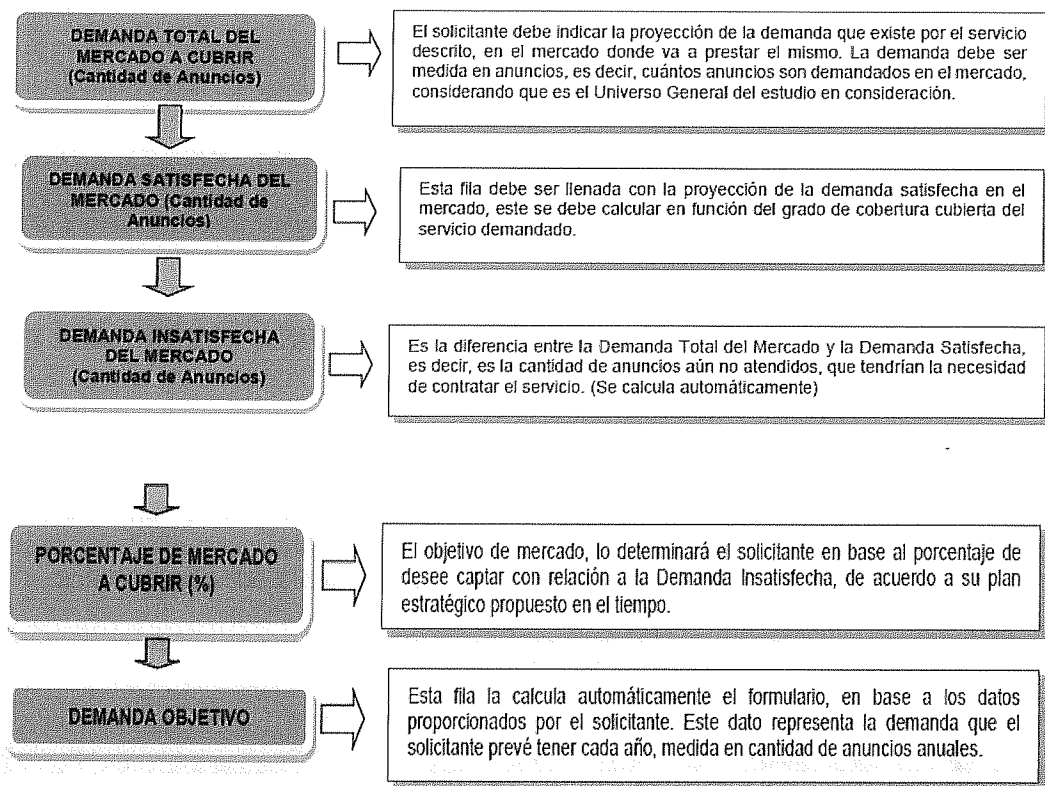 DEMANDA TOTAL DEL
MERCADO A CUBRIR
(Cantidad de Anuncios)
El solicitante debe indicar la proyección de la demanda que existe por el servicio
descrito, en el mercado donde va a prestar el mismo. La demanda debe ser
medida en anuncios, es decir, cuántos anuncios son demandados en el mercado,
considerando que es el Universo General del estudio en consideración.
DEMANDA SATISFECHA DEL
MERCADO (Cantidad de
Anuncios)
Esta fila debe ser llenada con la proyección de la demanda satisfecha en el
mercado, este se debe calcular en función del grado de cobertura cubierta del
servicio demandado.
DEMANDA INSATISFECHA
DEL MERCADO
(Cantidad de Anuncios)
Es la diferencia entre la Demanda Total del Mercado y la Demanda Satisfecha,
es decir, es la cantidad de anuncios aún no atendidos, que tendrían la necesidad
de contratar el servicio. (Se calcula automáticamente)
PORCENTAJE DE MERCADO
A CUBRIR (%)
El objetivo de mercado, lo determinará el solicitante en base al porcentaje de
desee captar con relación a la Demanda Insatisfecha, de acuerdo a su plan
estratégico propuesto en el tiempo.
DEMANDA OBJETIVO
Esta fila la calcula automáticamente el formulario, en base a los datos
proporcionados por el solicitante. Este dato representa la demanda que el
solicitante prevé tener cada año, medida en cantidad de anuncios anuales.